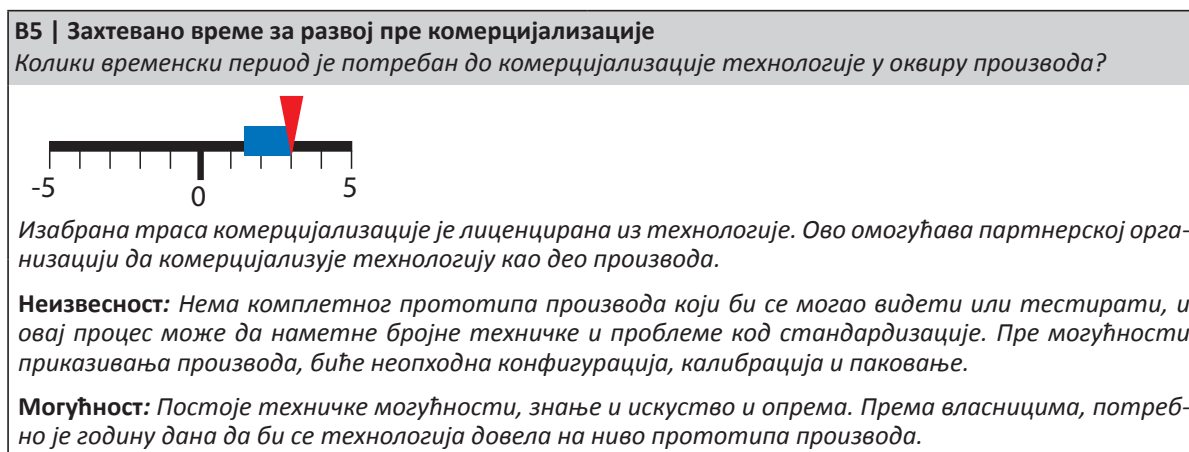 B5 | Захтевано време за развој пре комерцијализације
Колики временски период је потребан до комерцијализације технологије у оквиру производа?
-5 0 5
Изабрана траса комерцијализације је лиценцирана из технологије. Ово омогућава партнерској орга-
низацији да комерцијализује технологију као део производа.
Неизвесност: Нема комплетног прототипа производа који би се могао видети или тестирати, и
овај процес може да наметне бројне техничке и проблеме код стандардизације. Пре могућности
приказивања производа, биће неопходна конфигурација, калибрација и паковање.
Могућност: Постоје техничке могућности, знање и искуство и опрема. Према власницима, потреб-
но је годину дана да би се технологија довела на ниво прототипа производа.